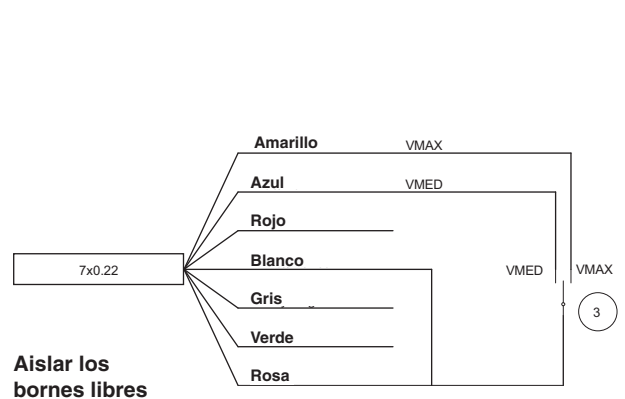 Amarillo VMAX
Azul VMED
Rojo
Blanco
7x0.22
VMED VMAX
Gris
3
Verde
Aislar los
bornes libres
Rosa